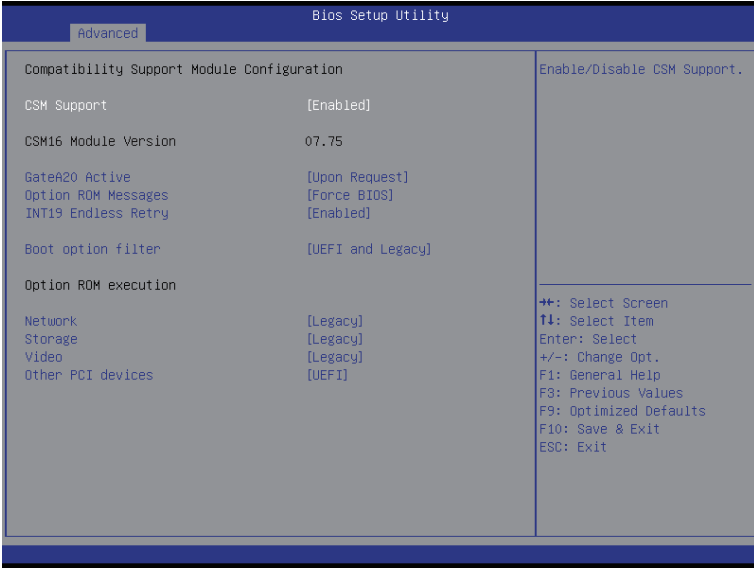 Bios Setup Utility
Advanced
Compatibility Support Module Configuration
CSM Support [Enabled]
CSM16 Module Version 07.75
GateA20 Active [Upon Request]
Option ROM Messages [Force BIOS]
INT19 Endless Retry [Enabled]
Boot option filter [UEFI and Legacy]
Option ROM execution
Network [Legacy]
Storage [Legacy]
Video [Legacy]
Other PCI devices [UEFI]
Enable/Disable CSM Support.
→←: Select Screen
↑↓: Select Item
Enter: Select
+/-: Change Opt.
F1: General Help
F3: Previous Values
F9: Optimized Defaults
F10: Save & Exit
ESC: Exit